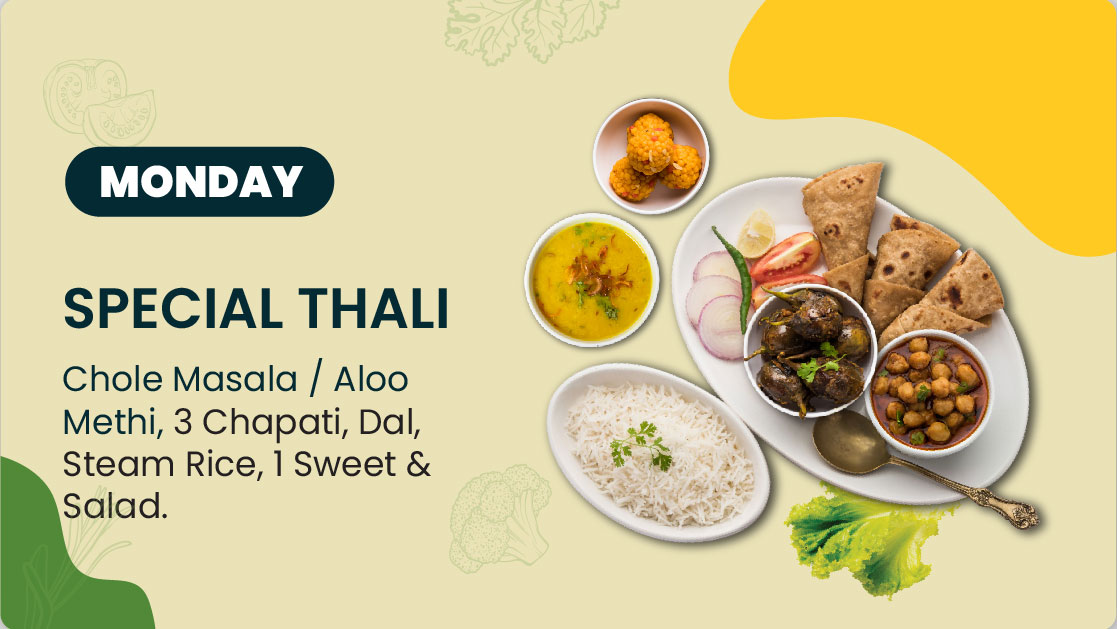 MONDAY
SPECIAL THALI
Chole Masala / Aloo
Methi, 3 Chapati, Dal,
Steam Rice, 1 Sweet &
Salad.